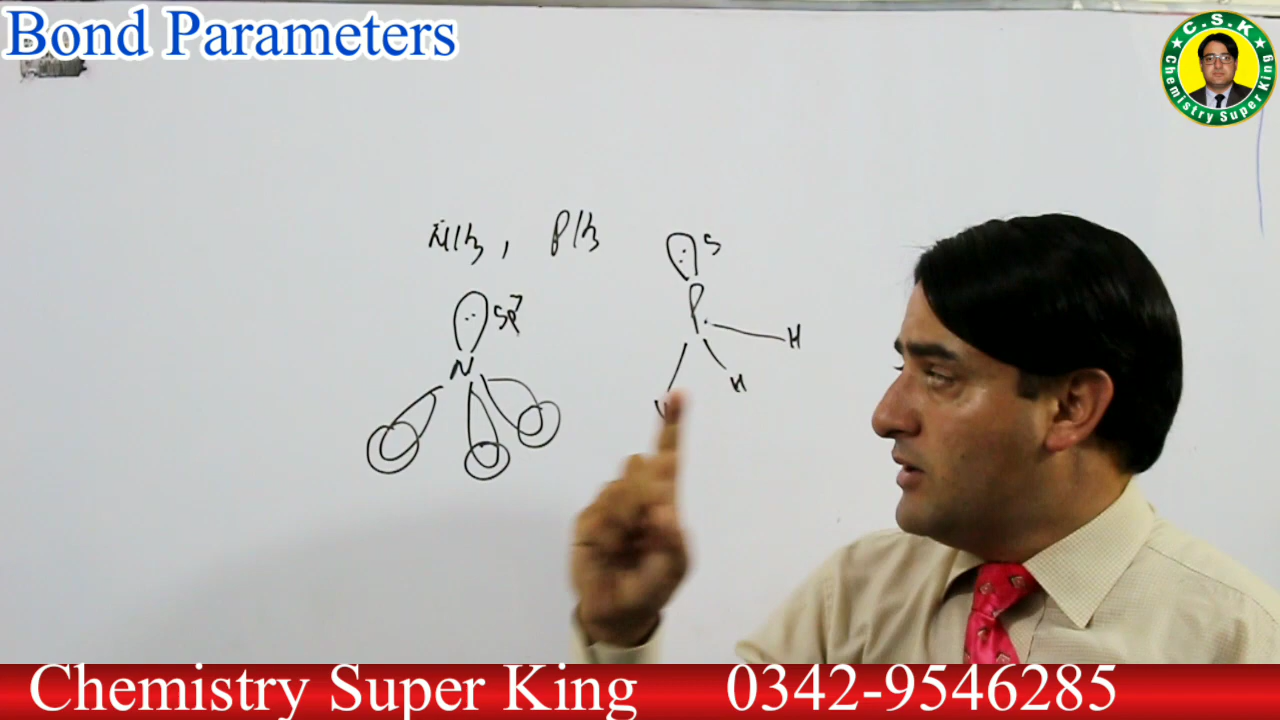 Bond Parameters
C.S.K
Chemistry Super King
NH3, PH3
S
P
H
H
Sp3
N
Chemistry Super King 0342-9546285